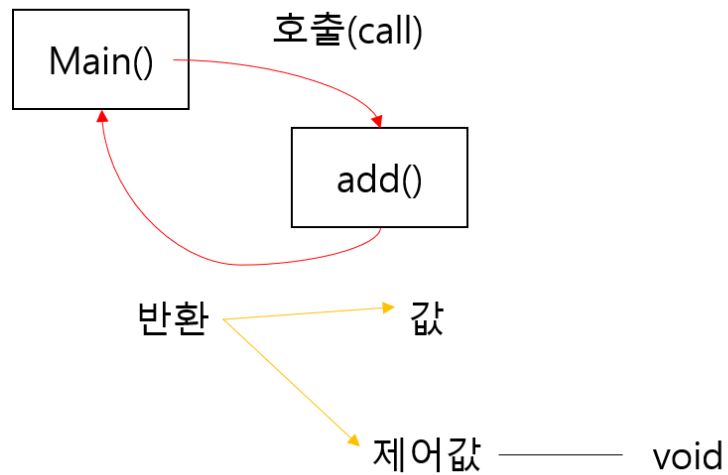 호출(call)
Main()
add()
반환
값
제어값
void